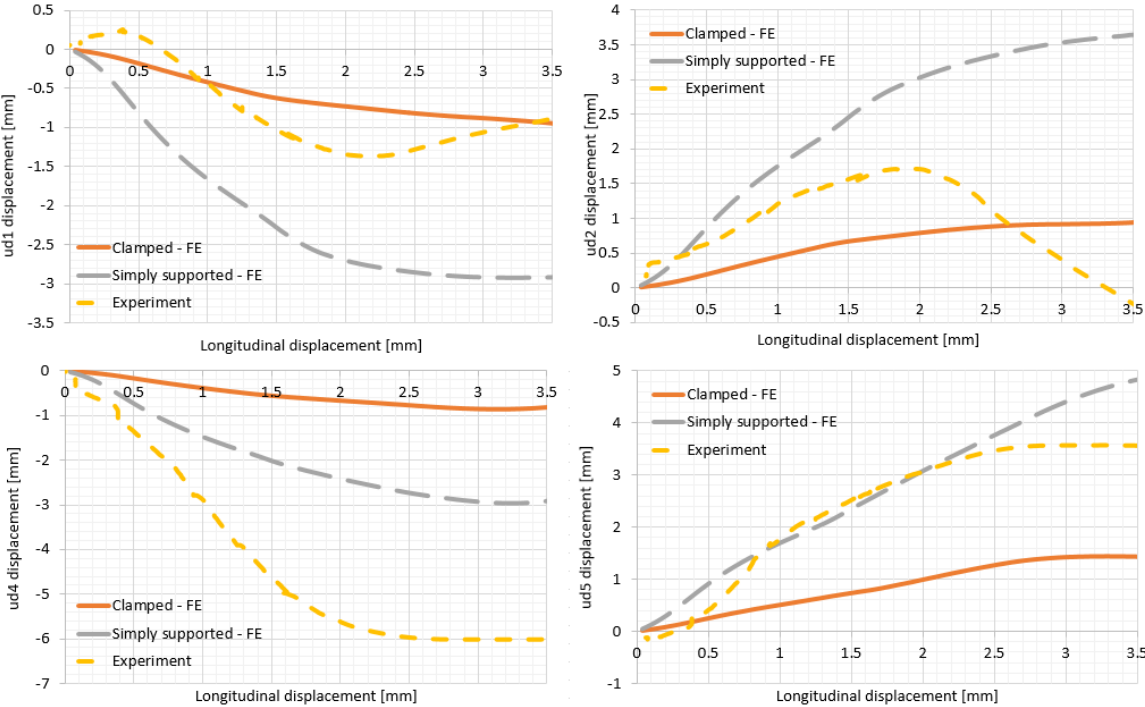 0.5
0
-0.5
-1
-1.5
-2
-2.5
-3
-3.5
0 0.5 1 1.5 2 2.5 3 3.5
ud1 displacement [mm]
Longitudinal displacement [mm]
Clamped - FE
Simply supported - FE
Experiment
4
3.5
3
2.5
2
1.5
1
0.5
0
-0.5
0 0.5 1 1.5 2 2.5 3 3.5
ud2 displacement [mm]
Longitudinal displacement [mm]
Clamped - FE
Simply supported - FE
Experiment
0
-1
-2
-3
-4
-5
-6
-7
0 0.5 1 1.5 2 2.5 3 3.5
ud4 displacement [mm]
Longitudinal displacement [mm]
Clamped - FE
Simply supported - FE
Experiment
5
4
3
2
1
0
-1
0 0.5 1 1.5 2 2.5 3 3.5
ud5 displacement [mm]
Longitudinal displacement [mm]
Clamped - FE
Simply supported - FE
Experiment